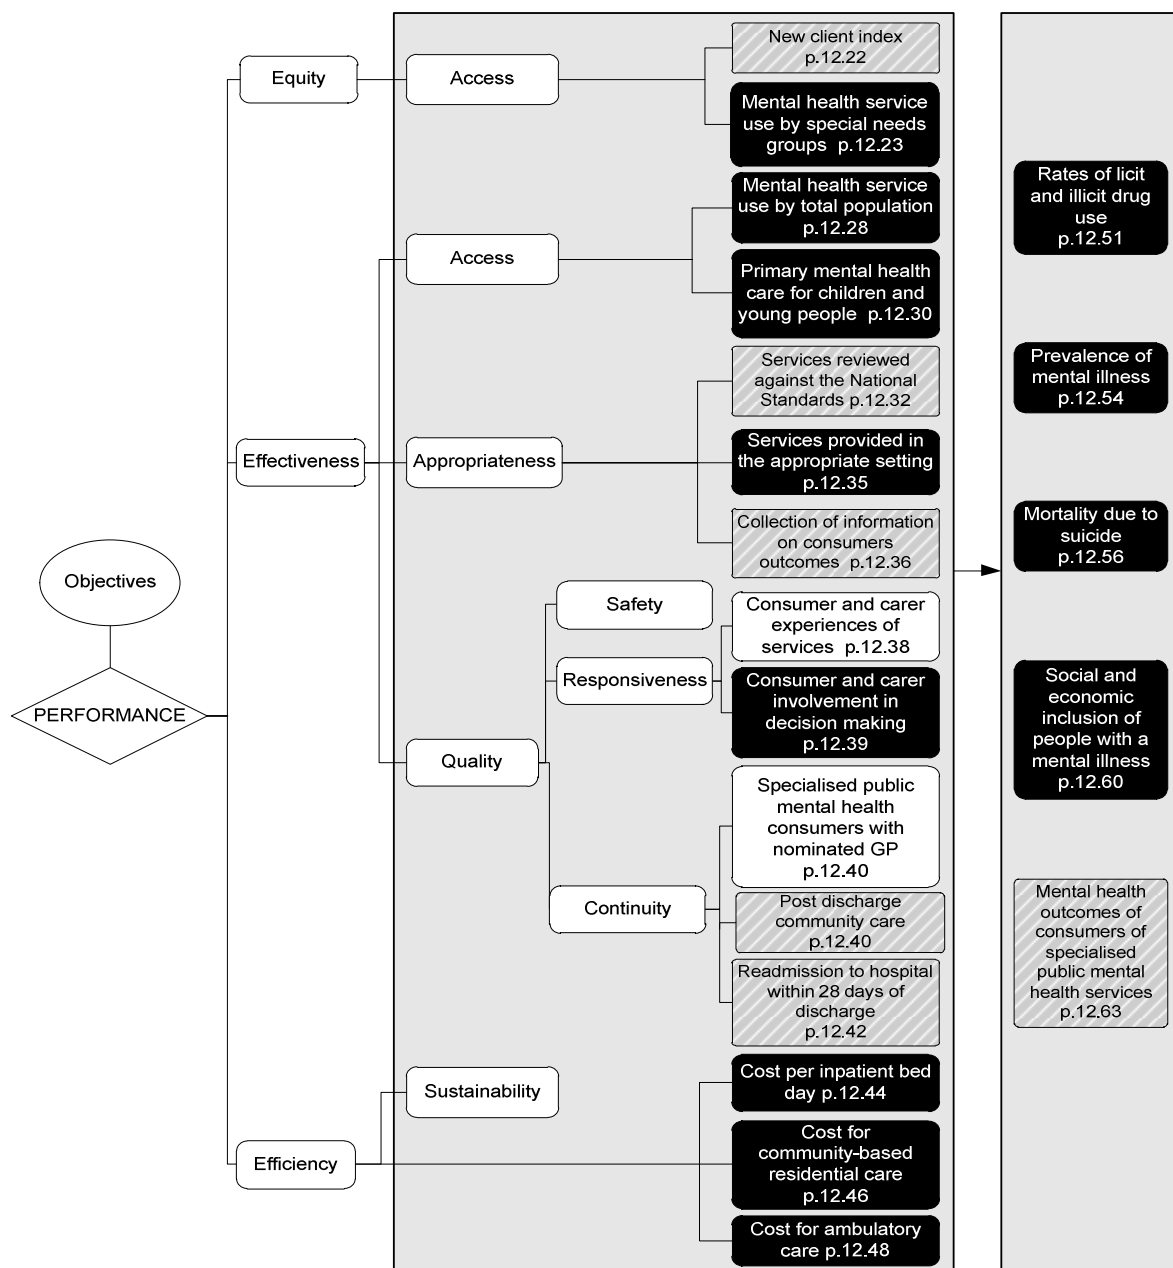 Objectives
PERFORMANCE
Equity
Access
New client index
p.12.22
Mental health service
use by special needs
groups p.12.23
Effectiveness
Access
Mental health service
use by total population
p.12.28
Primary mental health
care for children and
young people p.12.30
Appropriateness
Services reviewed
against the National
Standards p.12.32
Services provided in
the appropriate setting
p.12.35
Collection of information
on consumers
outcomes p.12.36
Quality
Safety
Responsiveness
Consumer and carer
experiences of
services p.12.38
Consumer and carer
involvement in
decision making
p.12.39
Continuity
Specialised public
mental health
consumers with
nominated GP
p.12.40
Post discharge
community care
p.12.40
Readmission to hospital
within 28 days of
discharge
p.12.42
Efficiency
Sustainability
Cost per inpatient bed
day p.12.44
Cost for
community-based
residential care
p.12.46
Cost for ambulatory
care p.12.48
Rates of licit
and illicit drug
use
p.12.51
Prevalence of
mental illness
p.12.54
Mortality due to
suicide
p.12.56
Social and
economic
inclusion of
people with a
mental illness
p.12.60
Mental health
outcomes of
consumers of
specialised
public mental
health services
p.12.63